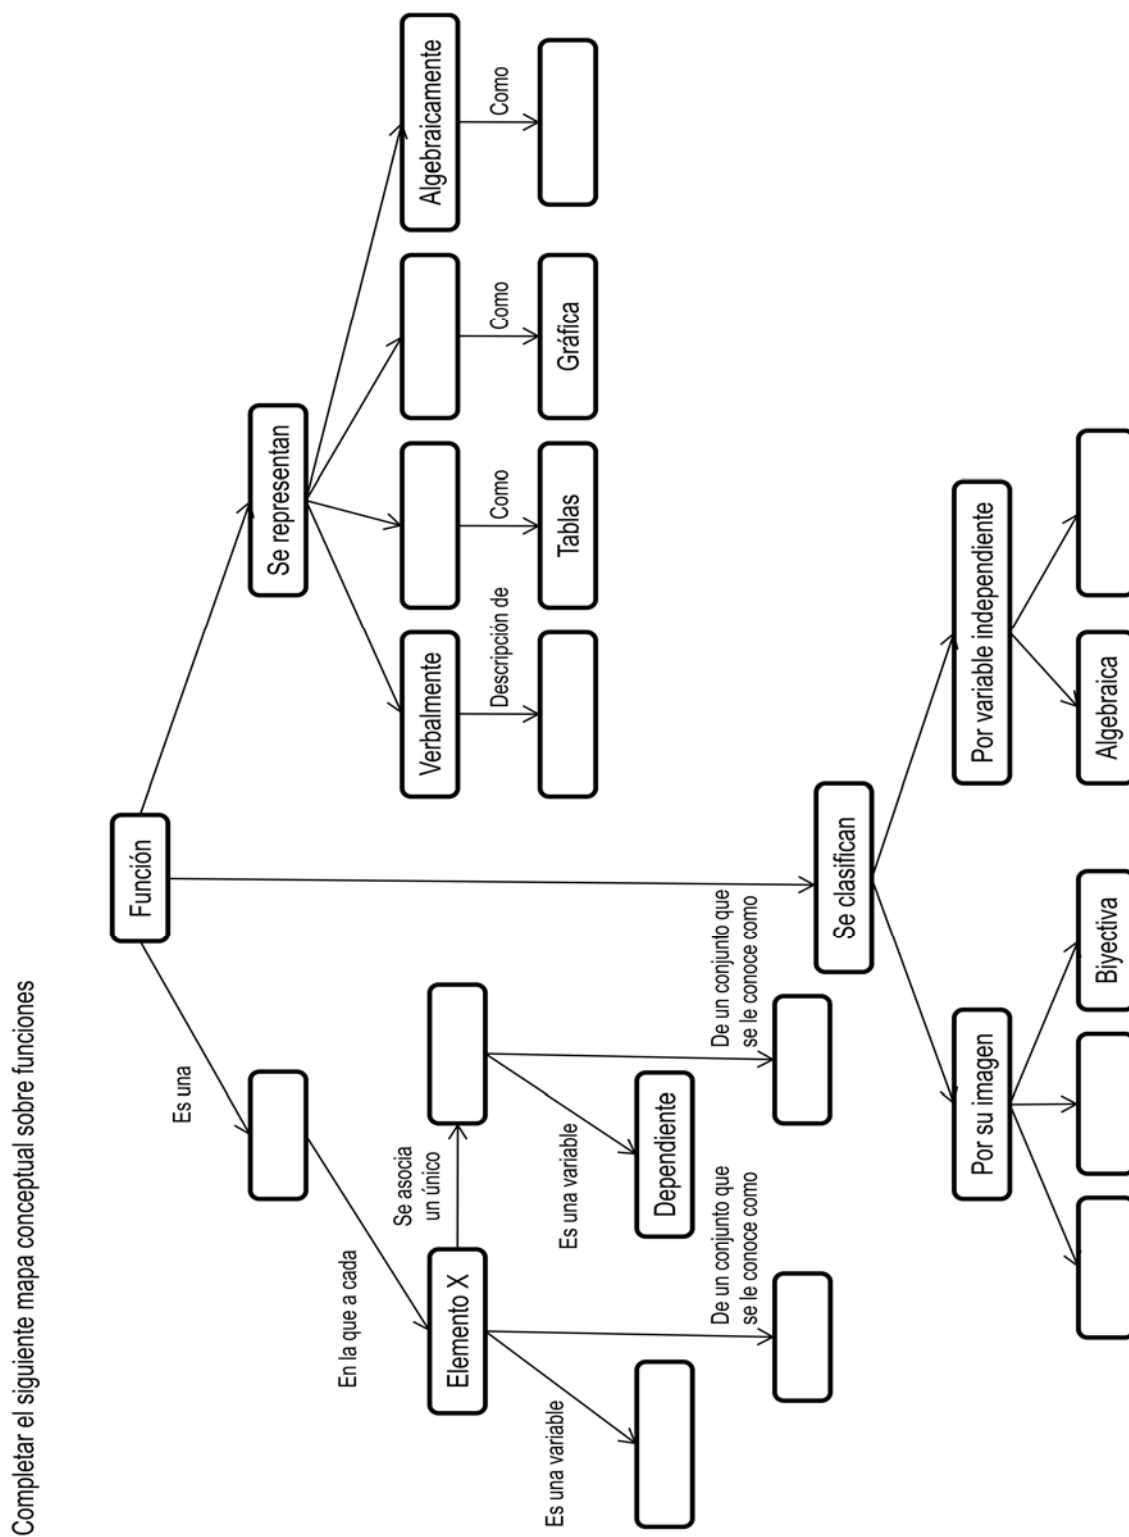 Completar el siguiente mapa conceptual sobre funciones
Función
Es una
Se representan
En la que a cada
Elemento X
Se asocia
un único
Verbalmente
Algebraicamente
Descripción de
Como
Como
Como
Tablas
Gráfica
Es una variable
Es una variable
Dependiente
De un conjunto que
se le conoce como
De un conjunto que
se le conoce como
Se clasifican
Por su imagen
Por variable independiente
Biyectiva
Algebraica